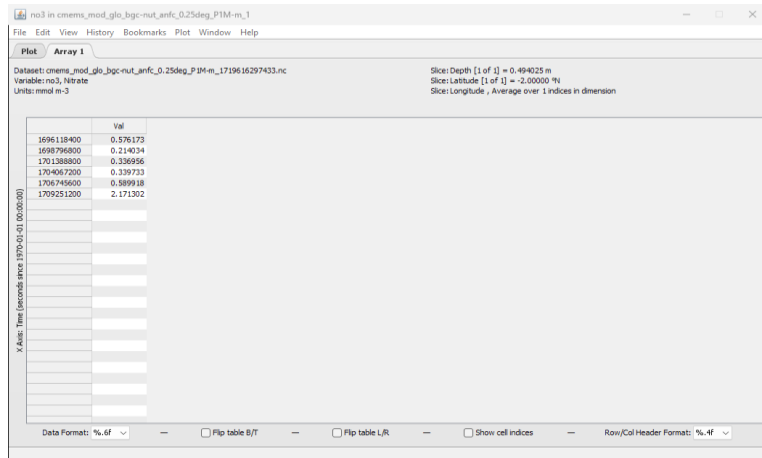 no3 in cmems_mod_glo_bgc-nut_anfc_0.25deg_P1M-m_1
File Edit View History Bookmarks Plot Window Help
Plot Array 1
Dataset: cmems_mod_glo_bgc-nut_anfc_0.25deg_P1M-m_1719616297433.nc
Variable: no3, Nitrate
Units: mmol m-3
Slice: Depth [1 of 1] = 0.494025 m
Slice: Latitude [1 of 1] = -2.00000 °N
Slice: Longitude , Average over 1 indices in dimension
Val
1696118400 0.576173
1698796800 0.214034
1701388800 0.336956
1704067200 0.339733
1706745600 0.589918
1709251200 2.171302
X Axis: Time (seconds since 1970-01-01 00:00:00)
Data Format: %.6f — Flip table B/T — Flip table L/R — Show cell indices — Row/Col Header Format: %.4f